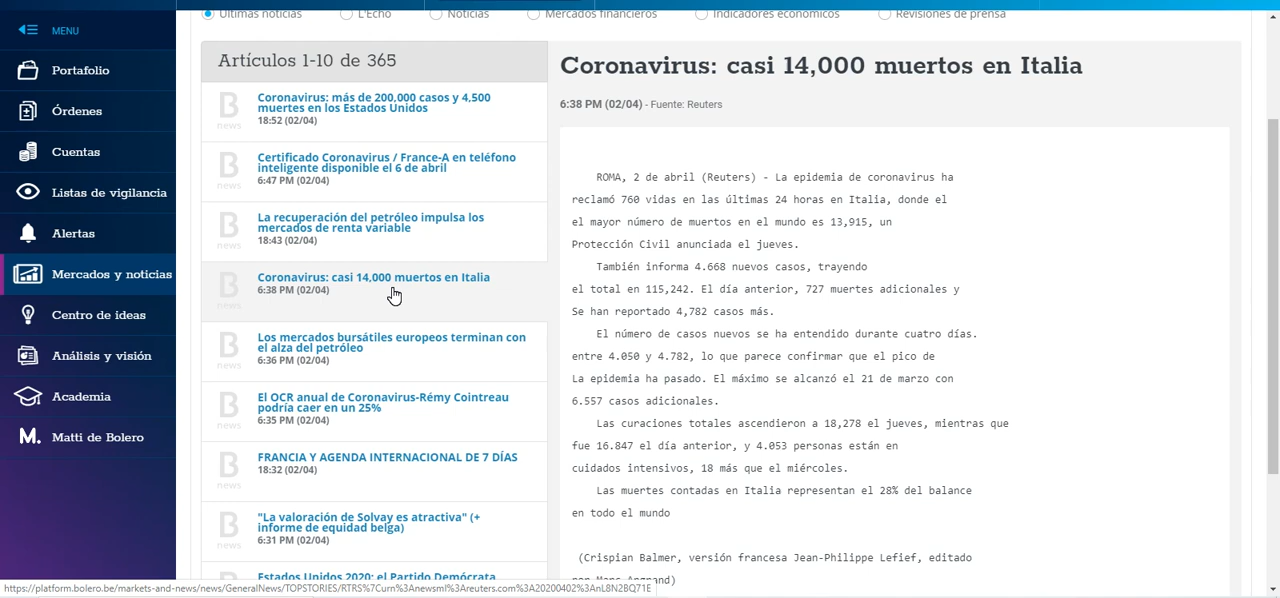 Últimas noticias
L'Echo
Noticias
Mercados financieros
Indicadores económicos
Revisiones de prensa
MENU
Portafolio
Órdenes
Cuentas
Listas de vigilancia
Alertas
Mercados y noticias
Centro de ideas
Análisis y visión
Academia
M. Matti de Bolero
Artículos 1-10 de 365
B news
Coronavirus: más de 200,000 casos y 4,500
muertes en los Estados Unidos
18:52 (02/04)
B news
Certificado Coronavirus / France-A en teléfono
inteligente disponible el 6 de abril
6:47 PM (02/04)
B news
La recuperación del petróleo impulsa los
mercados de renta variable
18:43 (02/04)
B news
Coronavirus: casi 14,000 muertos en Italia
6:38 PM (02/04)
B news
Los mercados bursátiles europeos terminan con
el alza del petróleo
6:36 PM (02/04)
B news
El OCR anual de Coronavirus-Rémy Cointreau
podría caer en un 25%
6:35 PM (02/04)
B news
FRANCIA Y AGENDA INTERNACIONAL DE 7 DÍAS
18:32 (02/04)
B news
"La valoración de Solvay es atractiva" (+
informe de equidad belga)
6:31 PM (02/04)
Estados Unidos 2020: el Partido Demócrata
Coronavirus: casi 14,000 muertos en Italia
6:38 PM (02/04) - Fuente: Reuters
ROMA, 2 de abril (Reuters) - La epidemia de coronavirus ha
reclamó 760 vidas en las últimas 24 horas en Italia, donde el
el mayor número de muertos en el mundo es 13,915, un
Protección Civil anunciada el jueves.
También informa 4.668 nuevos casos, trayendo
el total en 115,242. El día anterior, 727 muertes adicionales y
Se han reportado 4,782 casos más.
El número de casos nuevos se ha entendido durante cuatro días.
entre 4.050 y 4.782, lo que parece confirmar que el pico de
La epidemia ha pasado. El máximo se alcanzó el 21 de marzo con
6.557 casos adicionales.
Las curaciones totales ascendieron a 18,278 el jueves, mientras que
fue 16.847 el día anterior, y 4.053 personas están en
cuidados intensivos, 18 más que el miércoles.
Las muertes contadas en Italia representan el 28% del balance
en todo el mundo
(Crispian Balmer, versión francesa Jean-Philippe Lefief, editado
por Marc Angrand)
https://platform.bolero.be/markets-and-news/news/GeneralNews/TOPSTORIES/RTRS%7Curn%3Anewsml%3Areuters.com%3A20200402%3AnL8N2BQ71E